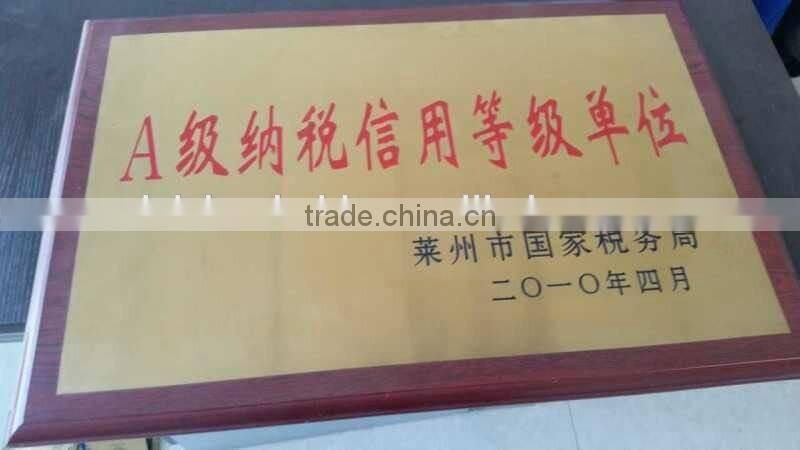 A级纳税信用等级单位
trade.china.cn
莱州市国家税务局
二〇一〇年四月